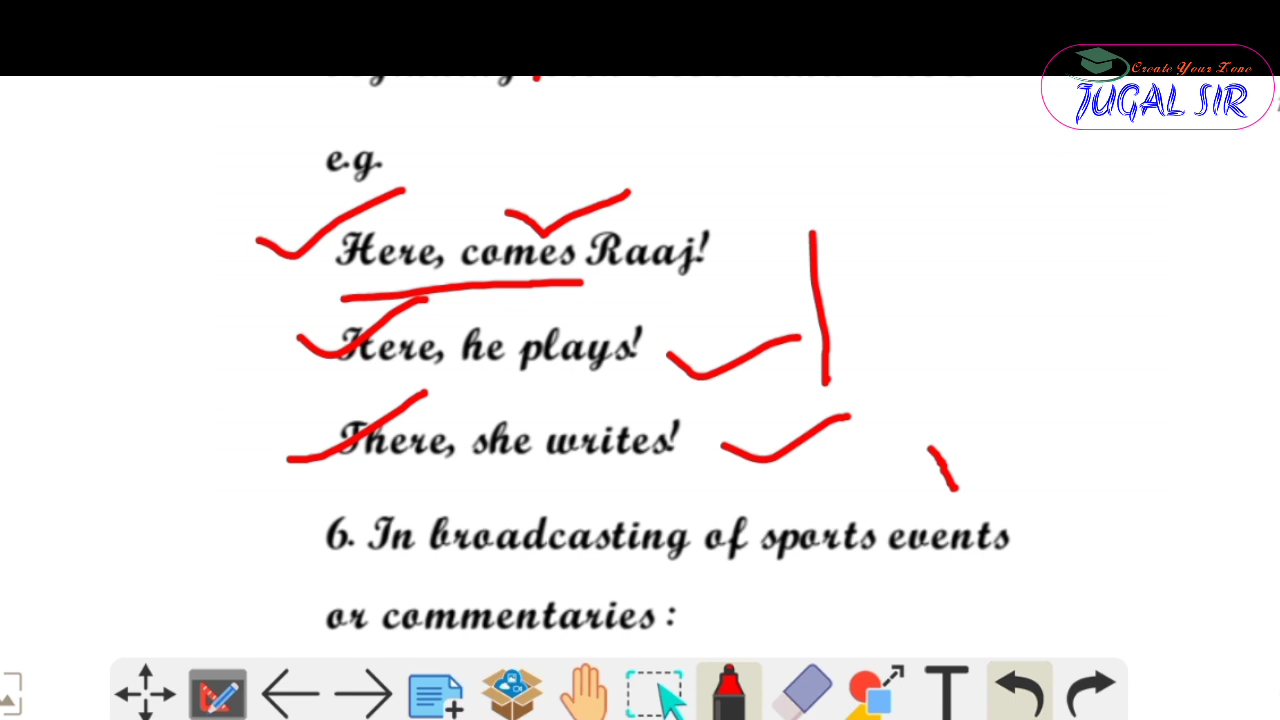 Create Your Zone
JUGAL SIR
e.g.
Here, comes Raaj!
Here, he plays!
There, she writes!
6. In broadcasting of sports events
or commentaries :
T